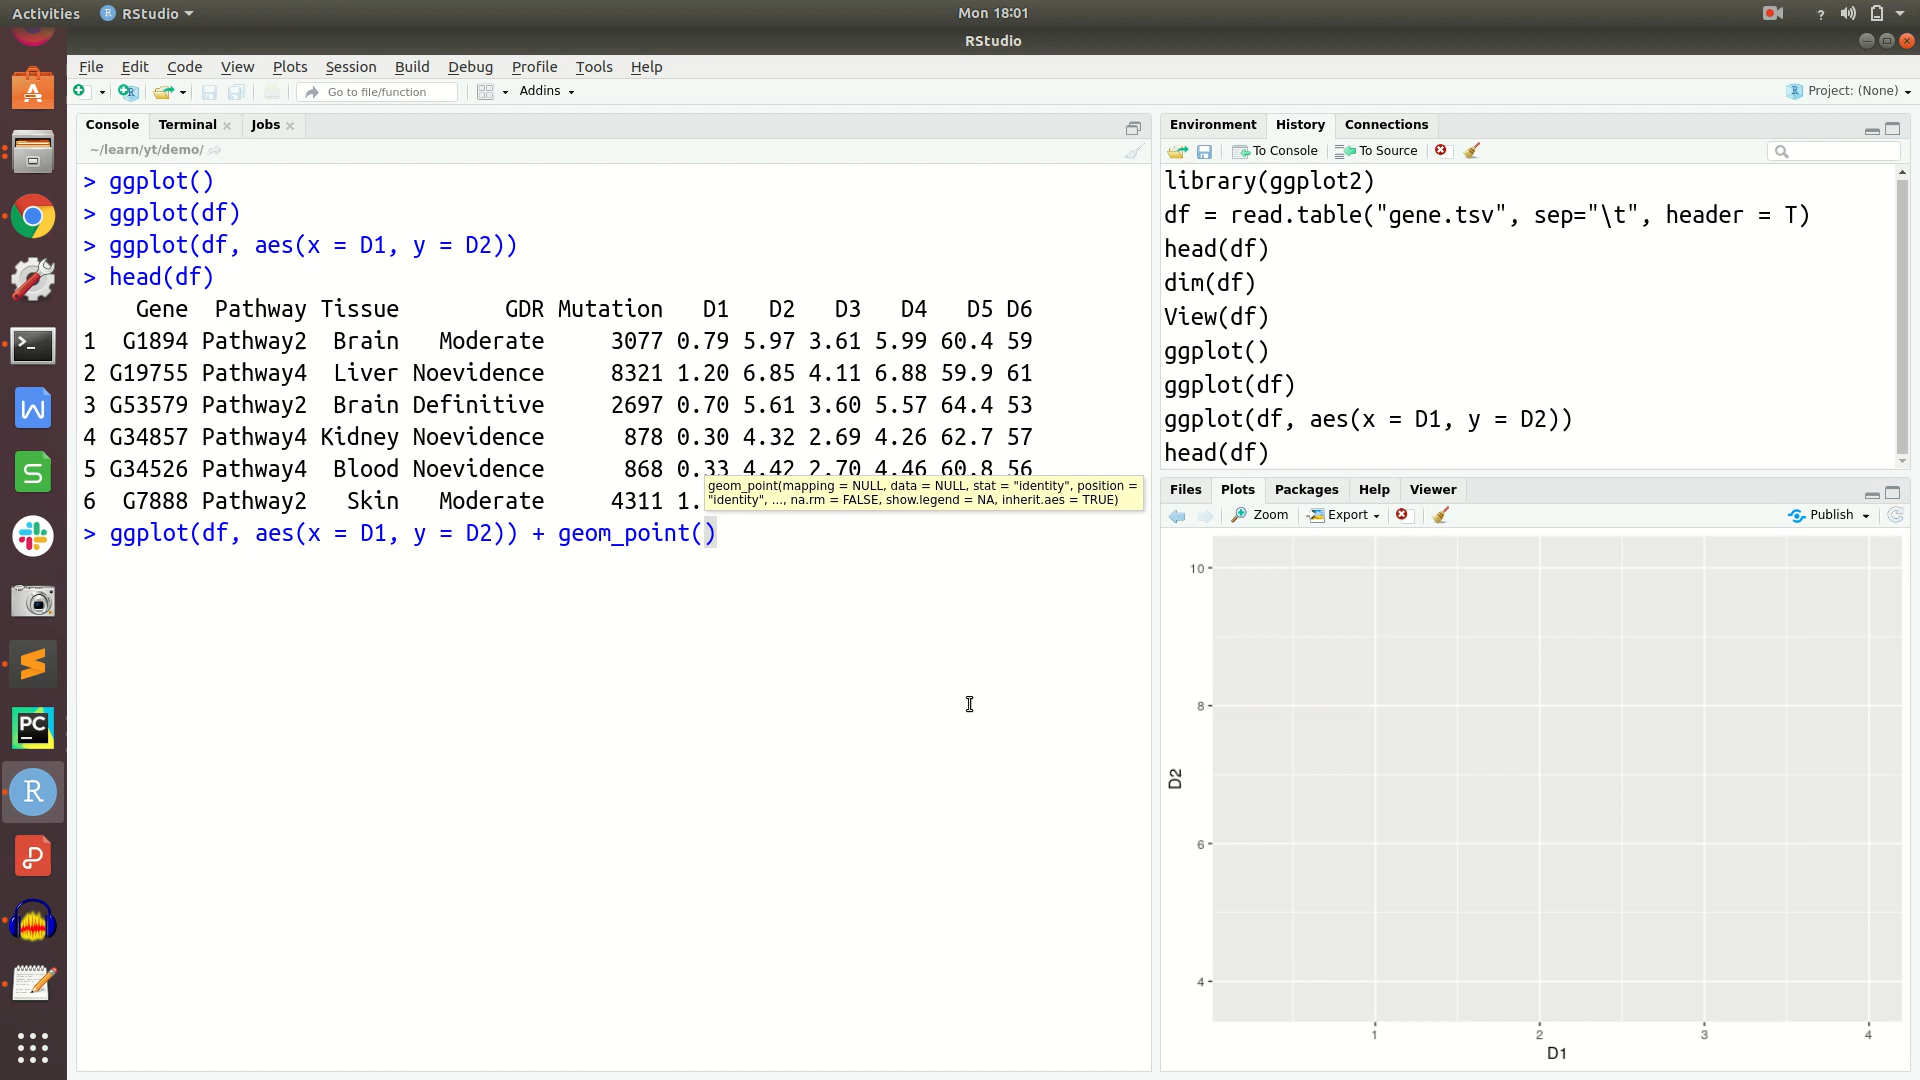 Activities RStudio Mon 18:01 ?
RStudio
File Edit Code View Plots Session Build Debug Profile Tools Help
Go to file/function Addins Project: (None)
Console Terminal Jobs
~/learn/yt/demo/
> ggplot()
> ggplot(df)
> ggplot(df, aes(x = D1, y = D2))
> head(df)
Gene Pathway Tissue GDR Mutation D1 D2 D3 D4 D5 D6
1 G1894 Pathway2 Brain Moderate 3077 0.79 5.97 3.61 5.99 60.4 59
2 G19755 Pathway4 Liver Noevidence 8321 1.20 6.85 4.11 6.88 59.9 61
3 G53579 Pathway2 Brain Definitive 2697 0.70 5.61 3.60 5.57 64.4 53
4 G34857 Pathway4 Kidney Noevidence 878 0.30 4.32 2.69 4.26 62.7 57
5 G34526 Pathway4 Blood Noevidence 868 0.33 4.42 2.70 4.46 60.8 56
6 G7888 Pathway2 Skin Moderate 4311 1.
geom_point(mapping = NULL, data = NULL, stat = "identity", position =
"identity", ..., na.rm = FALSE, show.legend = NA, inherit.aes = TRUE)
> ggplot(df, aes(x = D1, y = D2)) + geom_point()
Environment History Connections
To Console To Source
library(ggplot2)
df = read.table("gene.tsv", sep="\t", header = T)
head(df)
dim(df)
View(df)
ggplot()
ggplot(df)
ggplot(df, aes(x = D1, y = D2))
head(df)
Files Plots Packages Help Viewer
Zoom Export Publish
10
8
D2
6
4
1 2 3 4
D1
W
S
PC
R